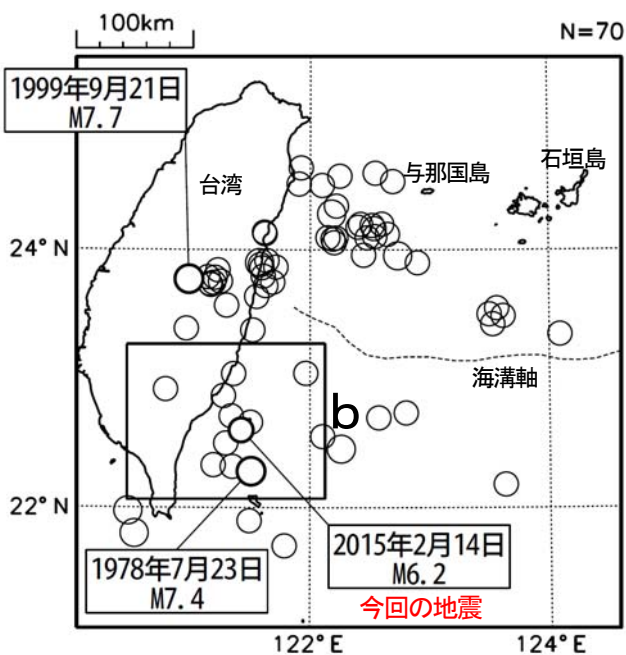 100km
N=70
1999年9月21日
M7.7
台湾
与那国島
石垣島
24°N
海溝軸
b
22°N
2015年2月14日
M6.2
今回の地震
1978年7月23日
M7.4
122°E
124°E